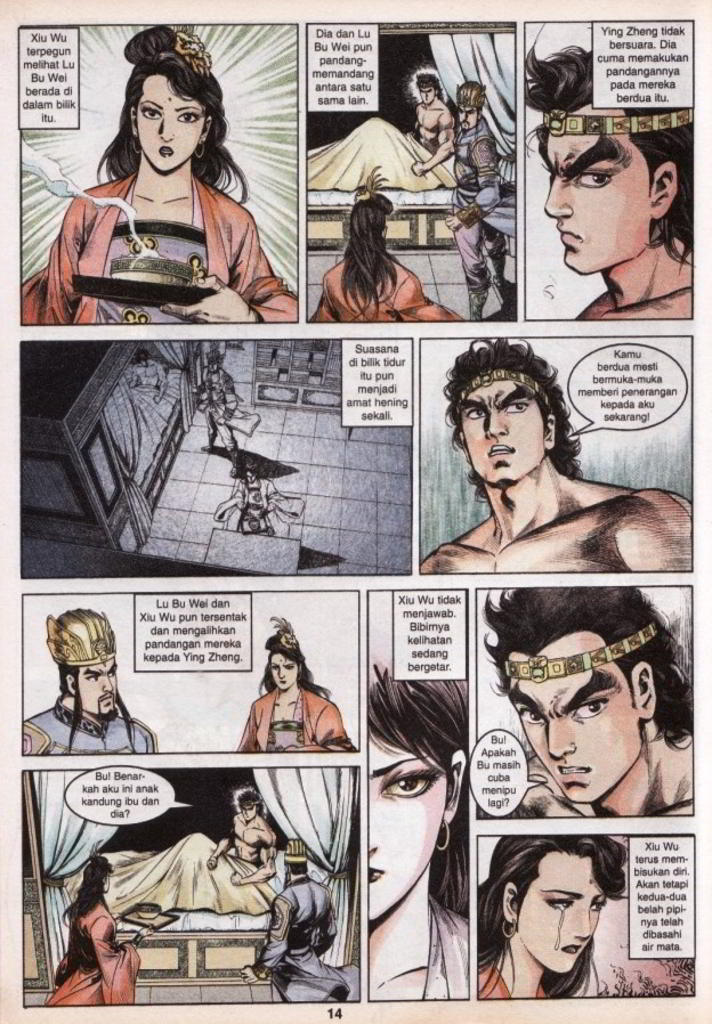 Xiu Wu
terpegun
melihat Lu
Bu Wei
berada di
dalam bilik
itu.
Dia dan Lu
Bu Wei pun
pandang-
memandang
antara satu
sama lain.
Ying Zheng tidak
bersuara. Dia
cuma memakukan
pandangannya
pada mereka
berdua itu.
Suasana
di bilik tidur
itu pun
menjadi
amat hening
sekali.
Kamu
berdua mesti
bermuka-muka
memberi penerangan
kepada aku
sekarang!
Lu Bu Wei dan
Xiu Wu pun tersentak
dan mengalihkan
pandangan mereka
kepada Ying Zheng.
Bu! Benar-
kah aku ini anak
kandung ibu dan
dia?
Xiu Wu tidak
menjawab.
Bibirnya
kelihatan
sedang
bergetar.
Bu!
Apakah
Bu masih
cuba
menipu
lagi?
Xiu Wu
terus mem-
bisukan diri.
Akan tetapi
kedua-dua
belah pipi-
nya telah
dibasahi
air mata.
14